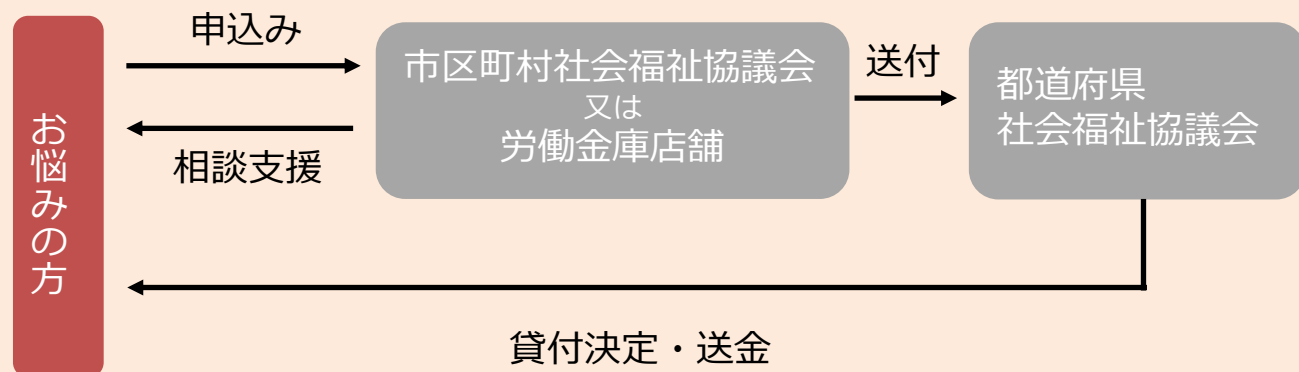 お悩みの方
申込み
相談支援
市区町村社会福祉協議会
又は
労働金庫店舗
送付
都道府県
社会福祉協議会
貸付決定・送金